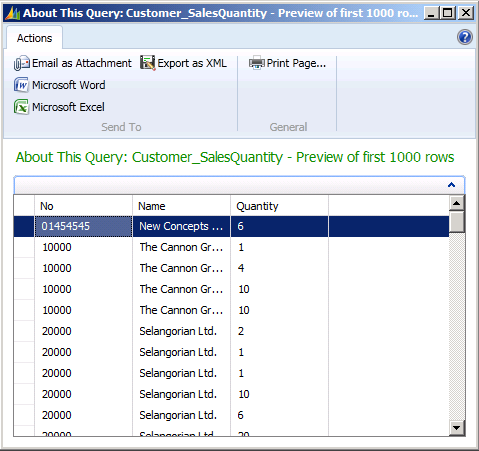 About This Query: Customer_SalesQuantity - Preview of first 1000 ro...
Actions
Email as Attachment Export as XML Print Page...
Microsoft Word
Microsoft Excel
Send To General
About This Query: Customer_SalesQuantity - Preview of first 1000 rows
No Name Quantity
01454545 New Concepts ... 6
10000 The Cannon Gr... 1
10000 The Cannon Gr... 4
10000 The Cannon Gr... 10
10000 The Cannon Gr... 10
20000 Selangorian Ltd. 2
20000 Selangorian Ltd. 1
20000 Selangorian Ltd. 1
20000 Selangorian Ltd. 10
20000 Selangorian Ltd. 6
20000 Selangorian Ltd. 20